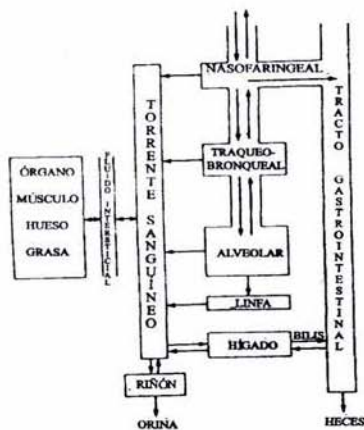 NASOFARINGEAL
TORRENTE SANGUÍNEO
TRACTO GASTROINTESTINAL
TRAQUEO-
BRONQUEAL
FLUIDO INTERSTICIAL
ÓRGANO
MÚSCULO
HUESO
GRASA
ALVEOLAR
LINFA
HÍGADO
BILIS
RIÑÓN
ORINA
HECES